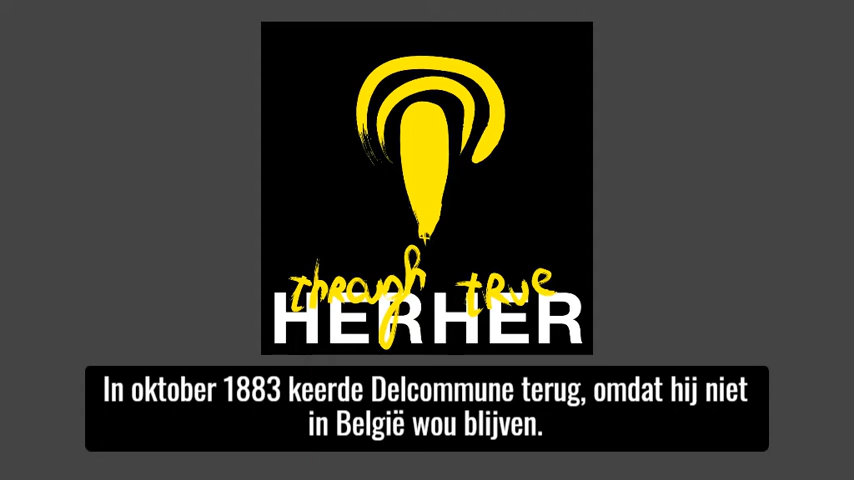 through true
HERHER
In oktober 1883 keerde Delcommune terug, omdat hij niet
in België wou blijven.